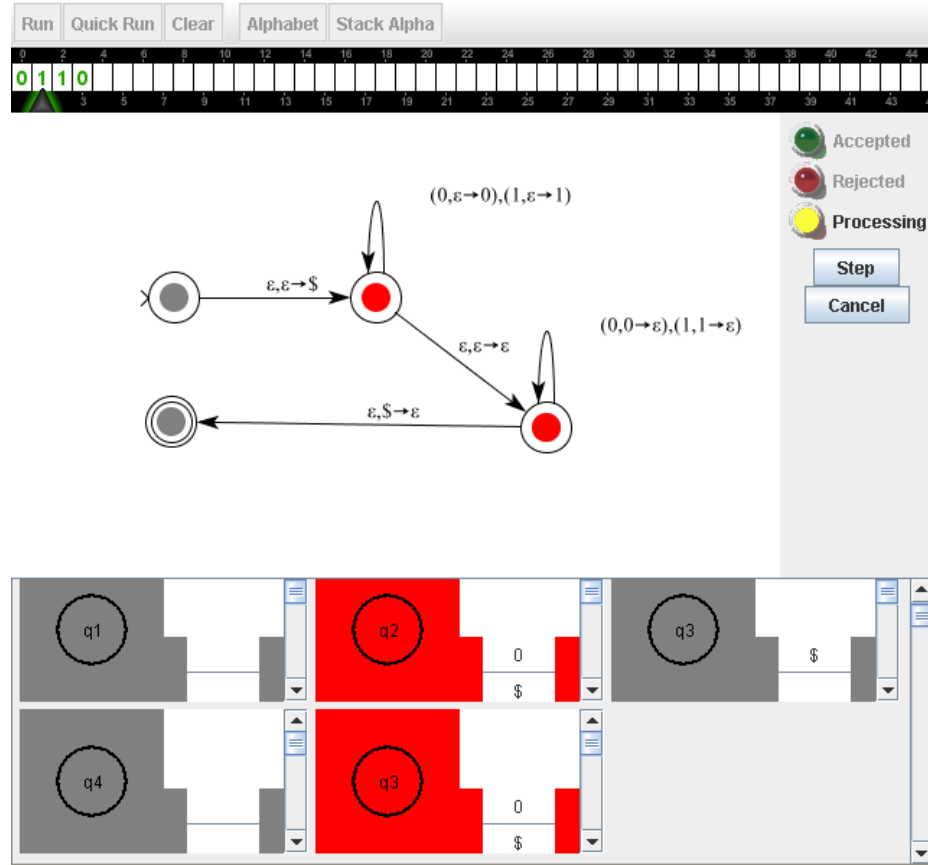 Run Quick Run Clear Alphabet Stack Alpha
0 2 4 6 8 10 12 14 16 18 20 22 24 26 28 30 32 34 36 38 40 42 44
0 1 1 0
3 5 7 9 11 13 15 17 19 21 23 25 27 29 31 33 35 37 39 41 43
Accepted
Rejected
Processing
Step
Cancel
(0,ε→0),(1,ε→1)
ε,ε→$
(0,0→ε),(1,1→ε)
ε,ε→ε
ε,$→ε
q1 q2 q3
0 $
$
q4 q3
0
$